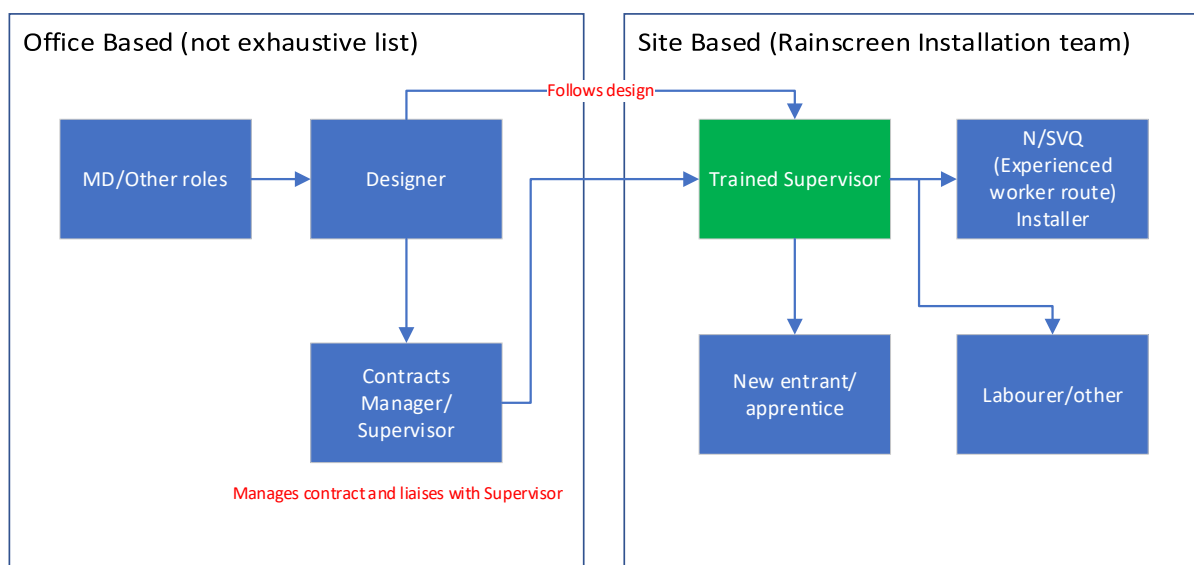 Office Based (not exhaustive list)
Site Based (Rainscreen Installation team)
Follows design
MD/Other roles
Designer
Trained Supervisor
N/SVQ
(Experienced
worker route)
Installer
Contracts
Manager/
Supervisor
New entrant/
apprentice
Labourer/other
Manages contract and liaises with Supervisor